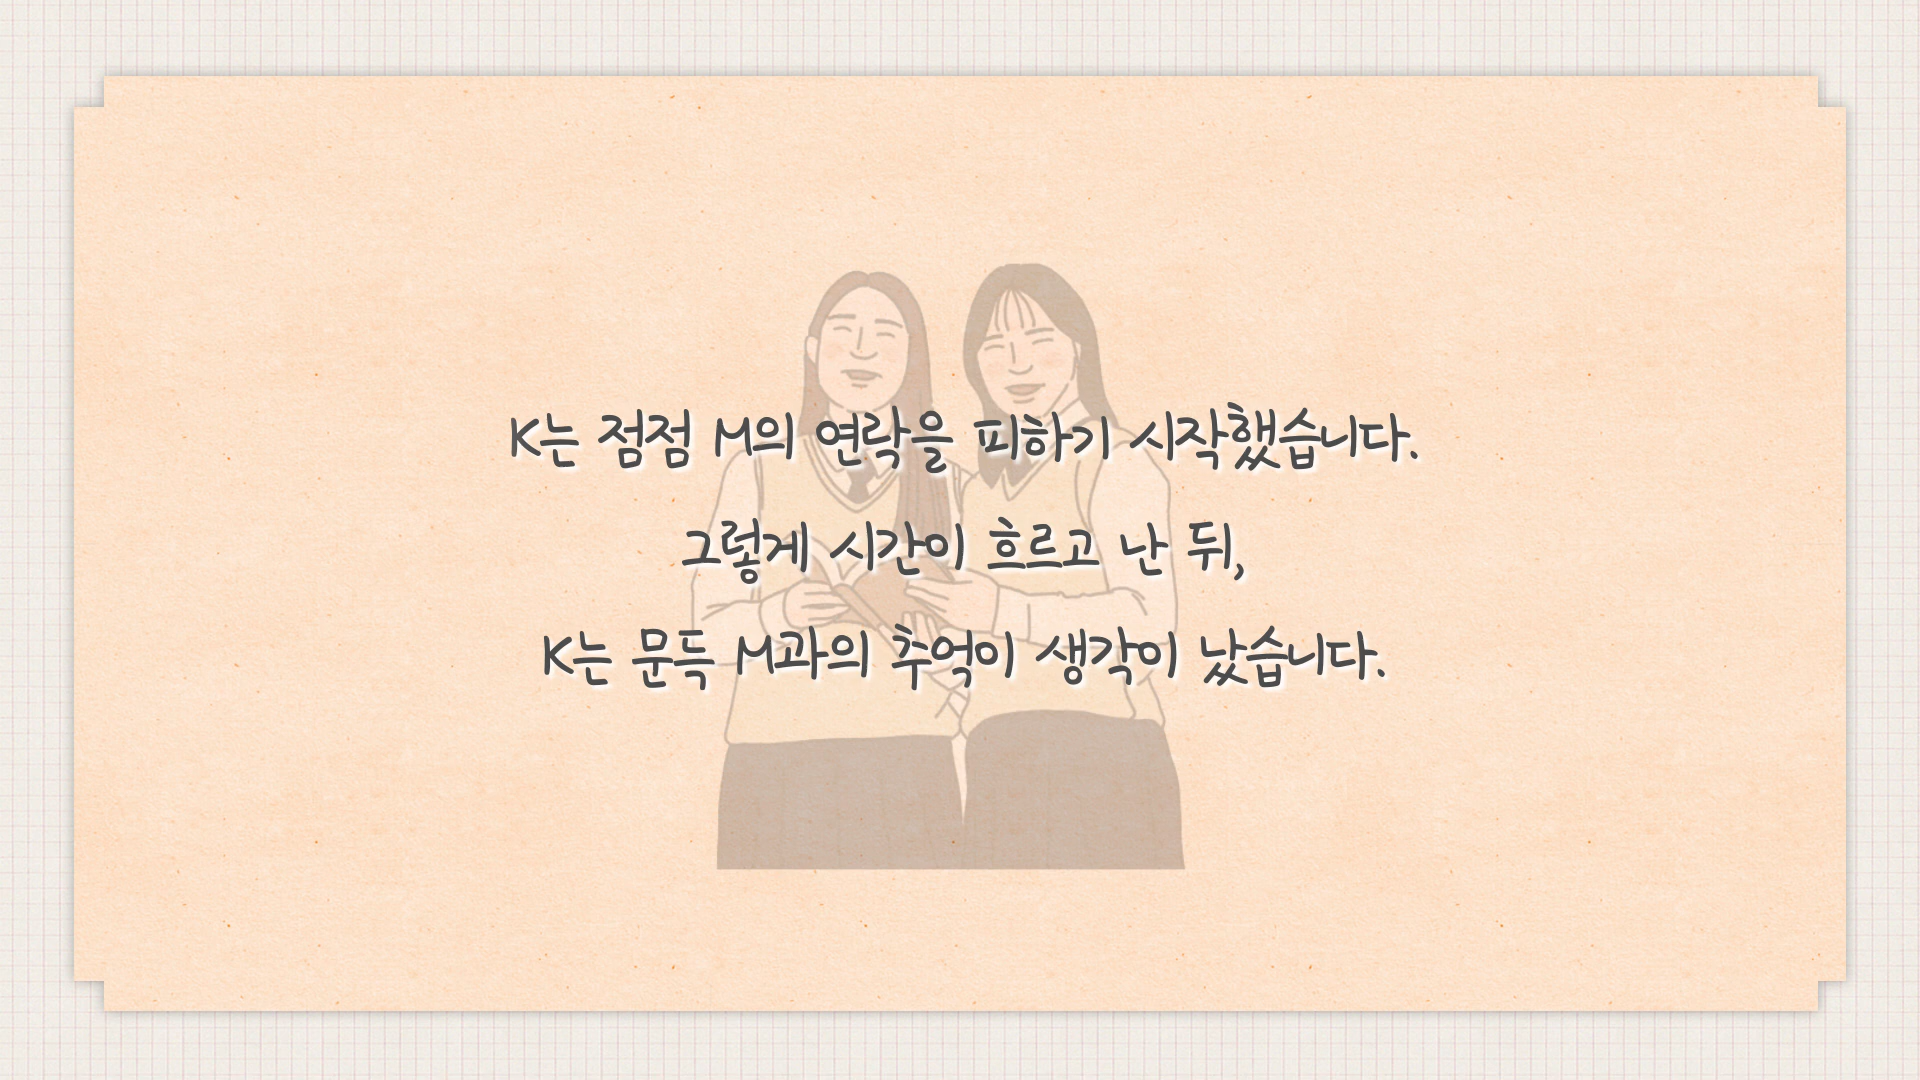 K는 점점 M의 연락을 피하기 시작했습니다.
그렇게 시간이 흐르고 난 뒤,
K는 문득 M과의 추억이 생각이 났습니다.